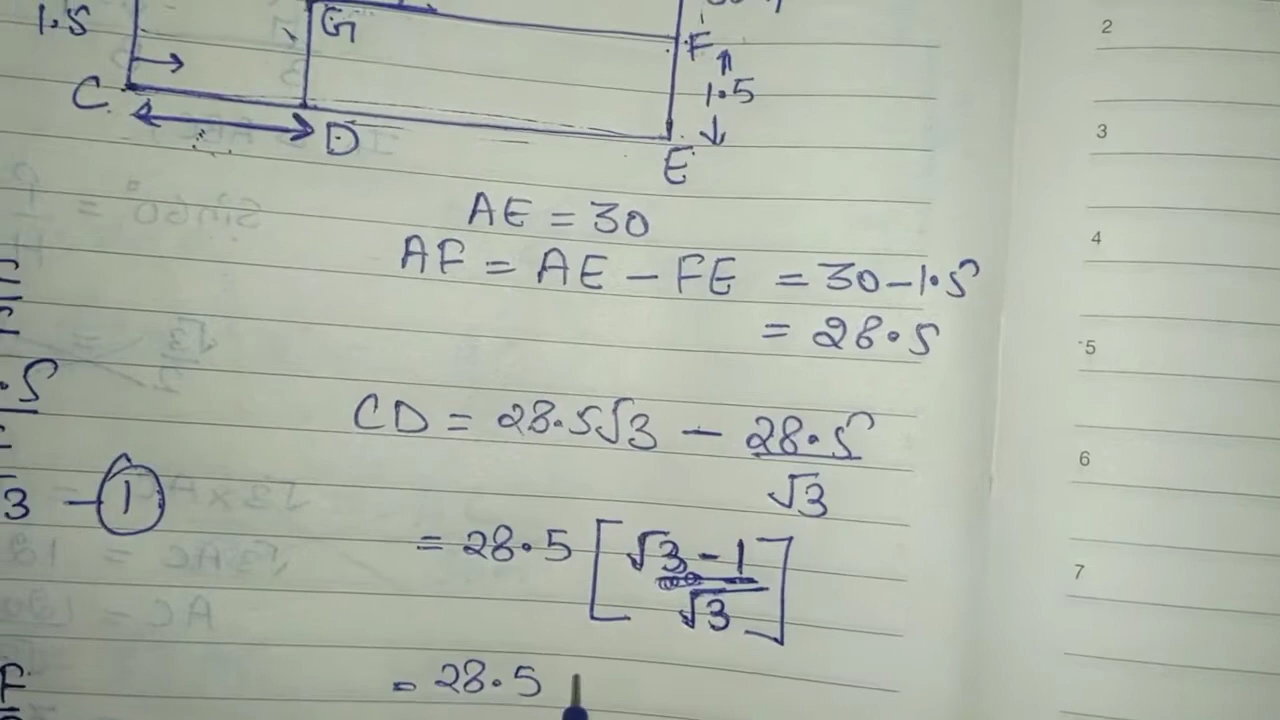 1.5
G
F
1.5
C
D
E
AE = 30
AF = AE - FE = 30 - 1.5
= 28.5
CD = 28.5√3 - 28.5/√3
3 - ①
= 28.5 [√3 - 1/√3]
= 28.5
2
3
4
5
6
7